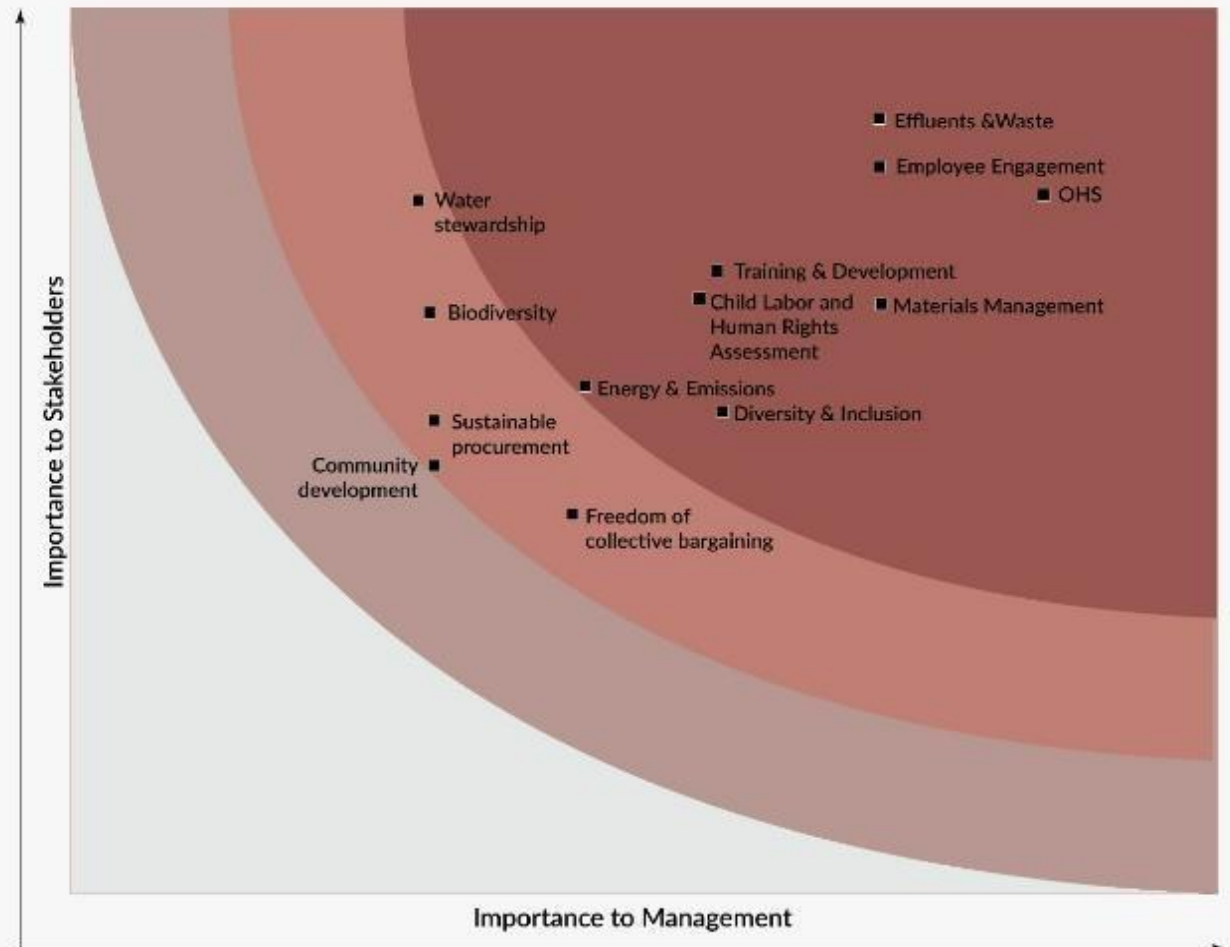 Effluents &Waste
Employee Engagement
OHS
Water
stewardship
Training & Development
Child Labor and
Human Rights
Assessment
Materials Management
Biodiversity
Energy & Emissions
Diversity & Inclusion
Sustainable
procurement
Community
development
Freedom of
collective bargaining
Importance to Stakeholders
Importance to Management